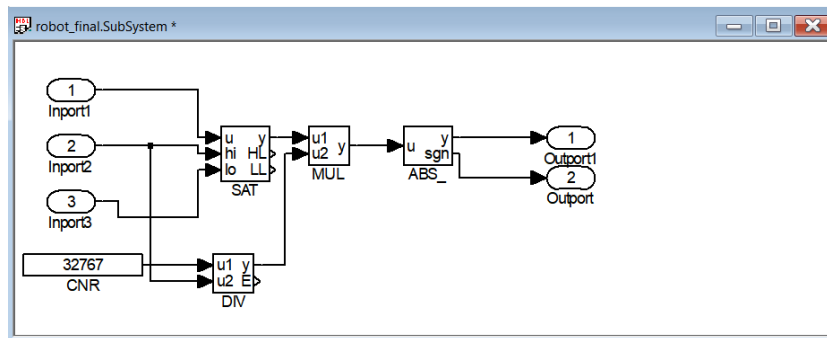 robot_final.SubSystem *
1
Inport1
2
Inport2
3
Inport3
32767
CNR
u y
hi HL
lo LL
SAT
u1 y
u2
MUL
u1 y
u2 E
DIV
u y
sgn
ABS_
1
Outport1
2
Outport